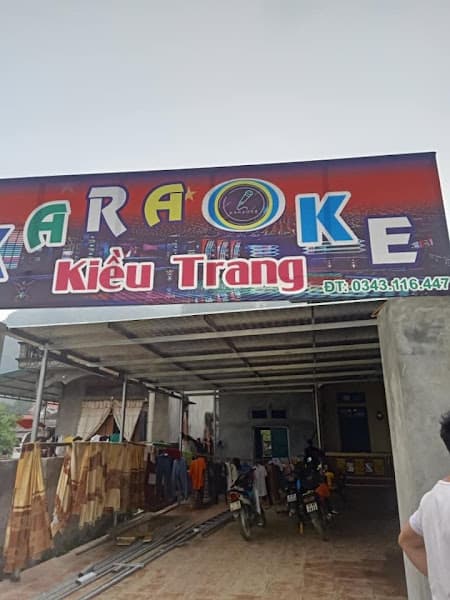 KARAOKE
Kiều Trang
ĐT: 0343.116.447